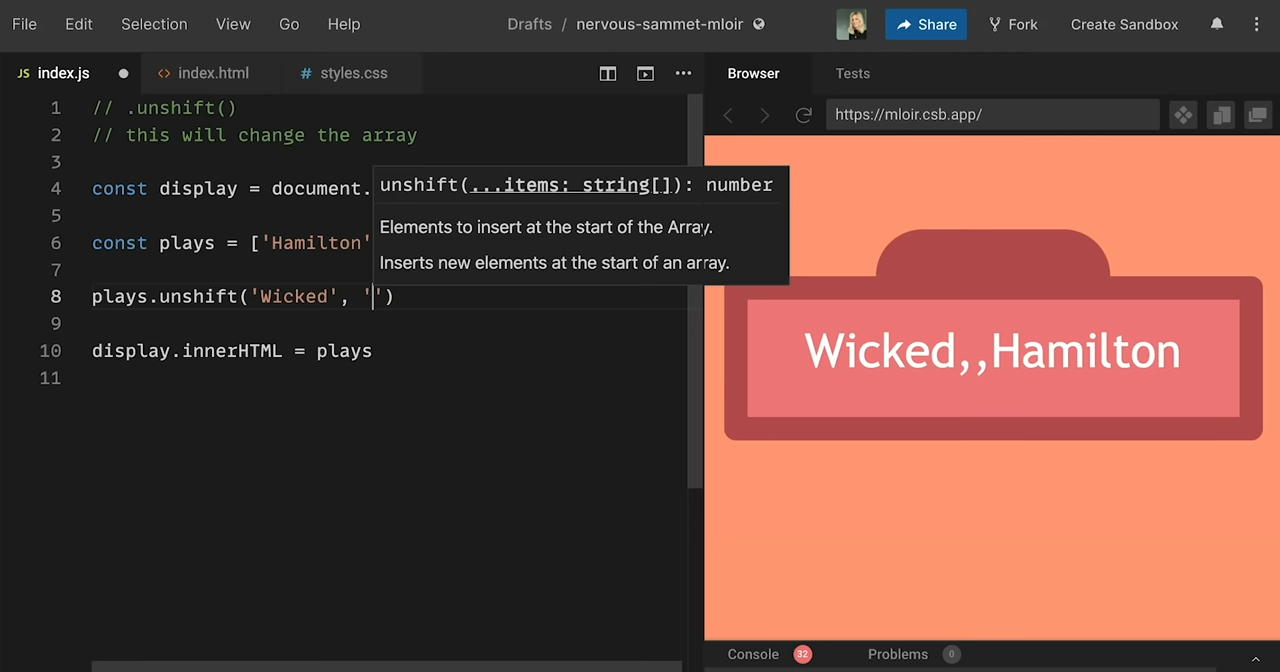 File Edit Selection View Go Help Drafts / nervous-sammet-mloir Share Fork Create Sandbox
JS index.js <> index.html # styles.css ··· Browser Tests
https://mloir.csb.app/
1 // .unshift()
2 // this will change the array
3
4 const display = document.
unshift(...items: string[]): number
Elements to insert at the start of the Array.
Inserts new elements at the start of an array.
5
6 const plays = ['Hamilton'
7
8 plays.unshift('Wicked', '')
9
10 display.innerHTML = plays
11
Wicked,,Hamilton
Console 32 Problems 0